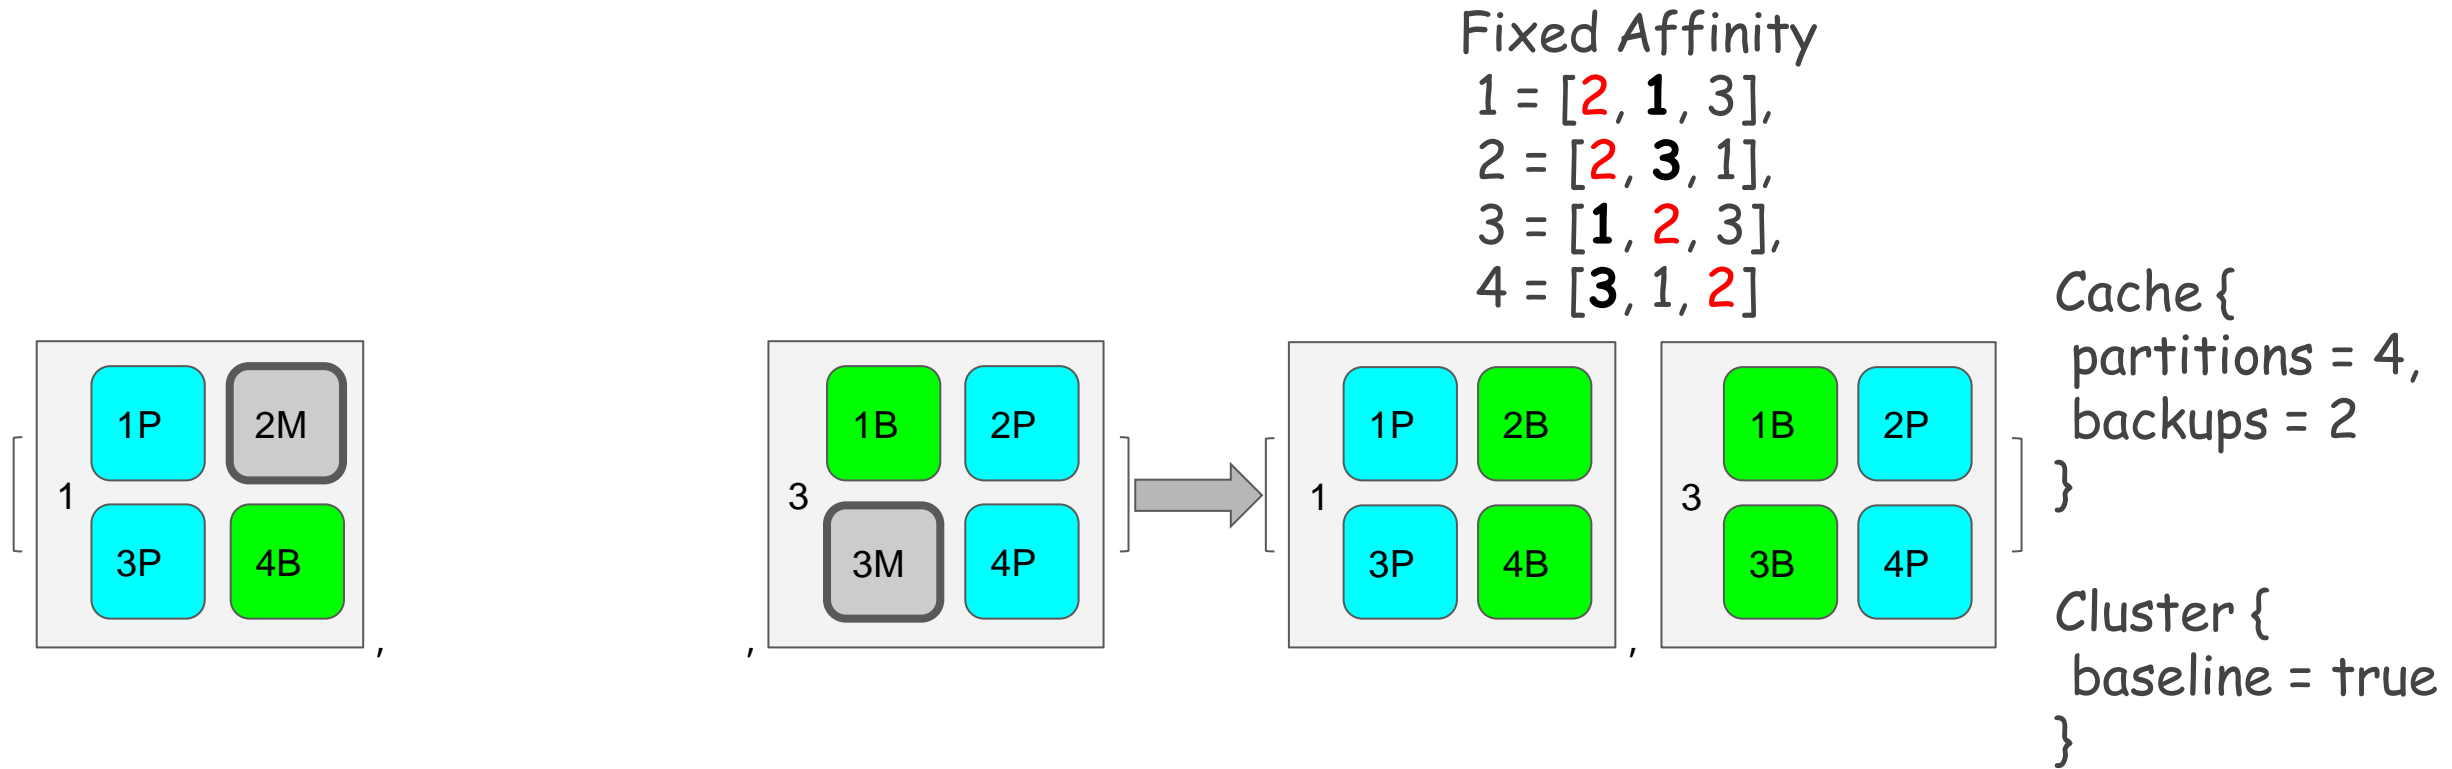 Fixed Affinity
1 = [2, 1, 3],
2 = [2, 3, 1],
3 = [1, 2, 3],
4 = [3, 1, 2]
Cache {
partitions = 4,
backups = 2
}
Cluster {
baseline = true
}
[
1
1P
2M
3P
4B
,
,
3
1B
2P
3M
4P
]
[
1
1P
2B
3P
4B
,
3
1B
2P
3B
4P
]